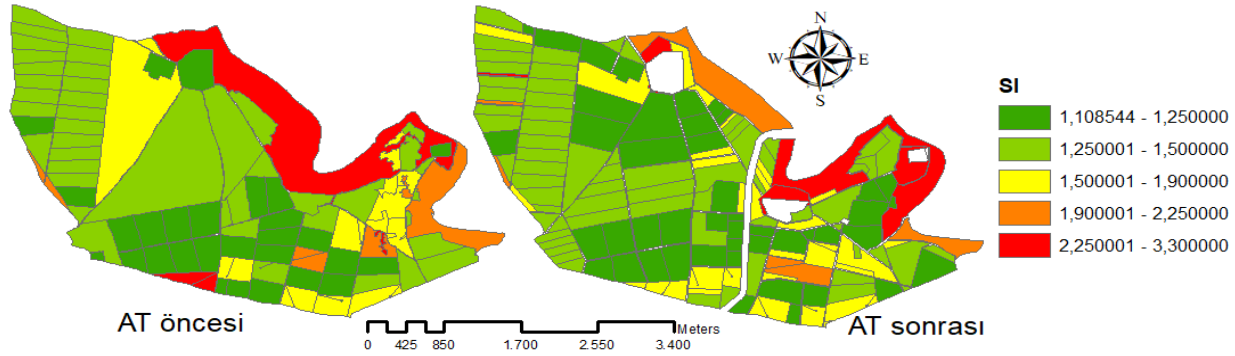 N
W E
S
SI
1,108544 - 1,250000
1,250001 - 1,500000
1,500001 - 1,900000
1,900001 - 2,250000
2,250001 - 3,300000
AT öncesi
AT sonrası
Meters
0 425 850 1.700 2.550 3.400